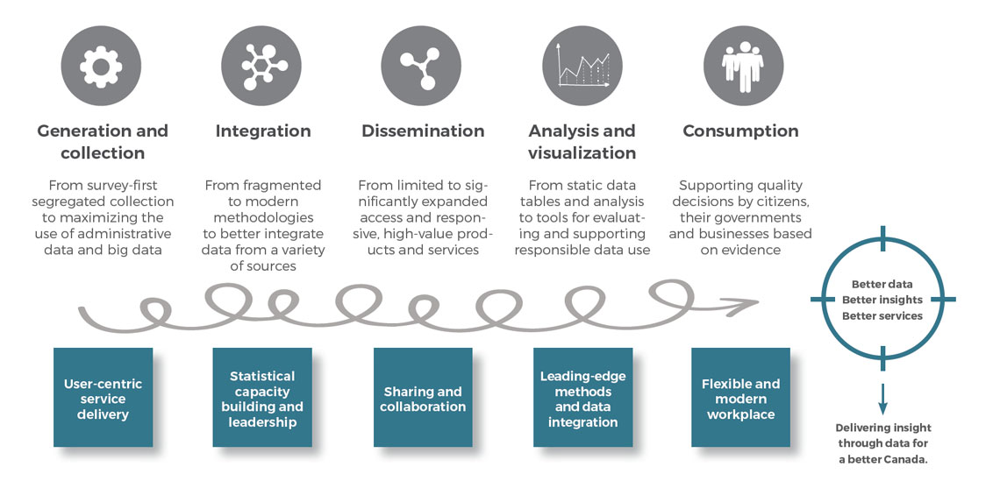 Generation and
collection
From survey-first
segregated collection
to maximizing the
use of administrative
data and big data
Integration
From fragmented
to modern
methodologies
to better integrate
data from a variety
of sources
Dissemination
From limited to sig-
nificantly expanded
access and respon-
sive, high-value prod-
ucts and services
Analysis and
visualization
From static data
tables and analysis
to tools for evaluat-
ing and supporting
responsible data use
Consumption
Supporting quality
decisions by citizens,
their governments
and businesses based
on evidence
User-centric
service
delivery
Statistical
capacity
building and
leadership
Sharing and
collaboration
Leading-edge
methods
and data
integration
Flexible and
modern
workplace
Better data
Better insights
Better services
Delivering insight
through data for
a better Canada.